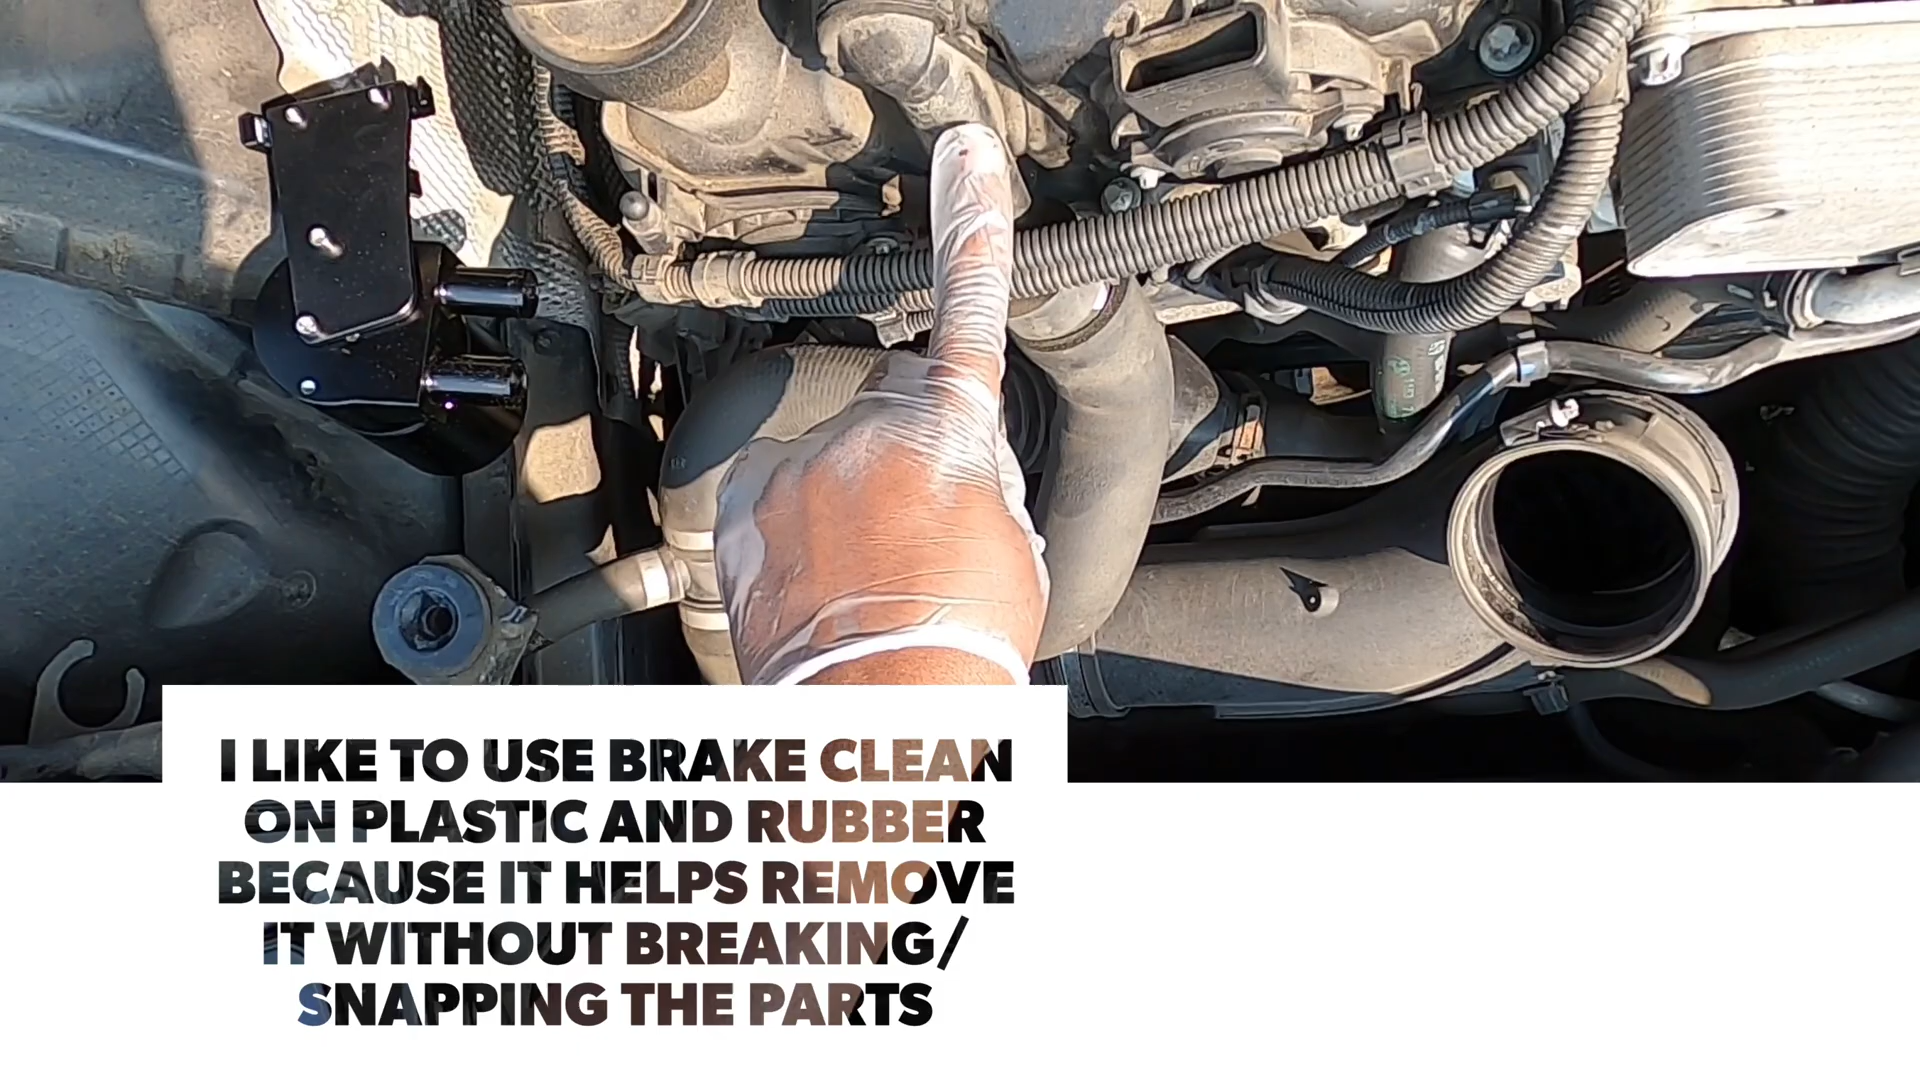 I LIKE TO USE BRAKE CLEAN
ON PLASTIC AND RUBBER
BECAUSE IT HELPS REMOVE
IT WITHOUT BREAKING/
SNAPPING THE PARTS